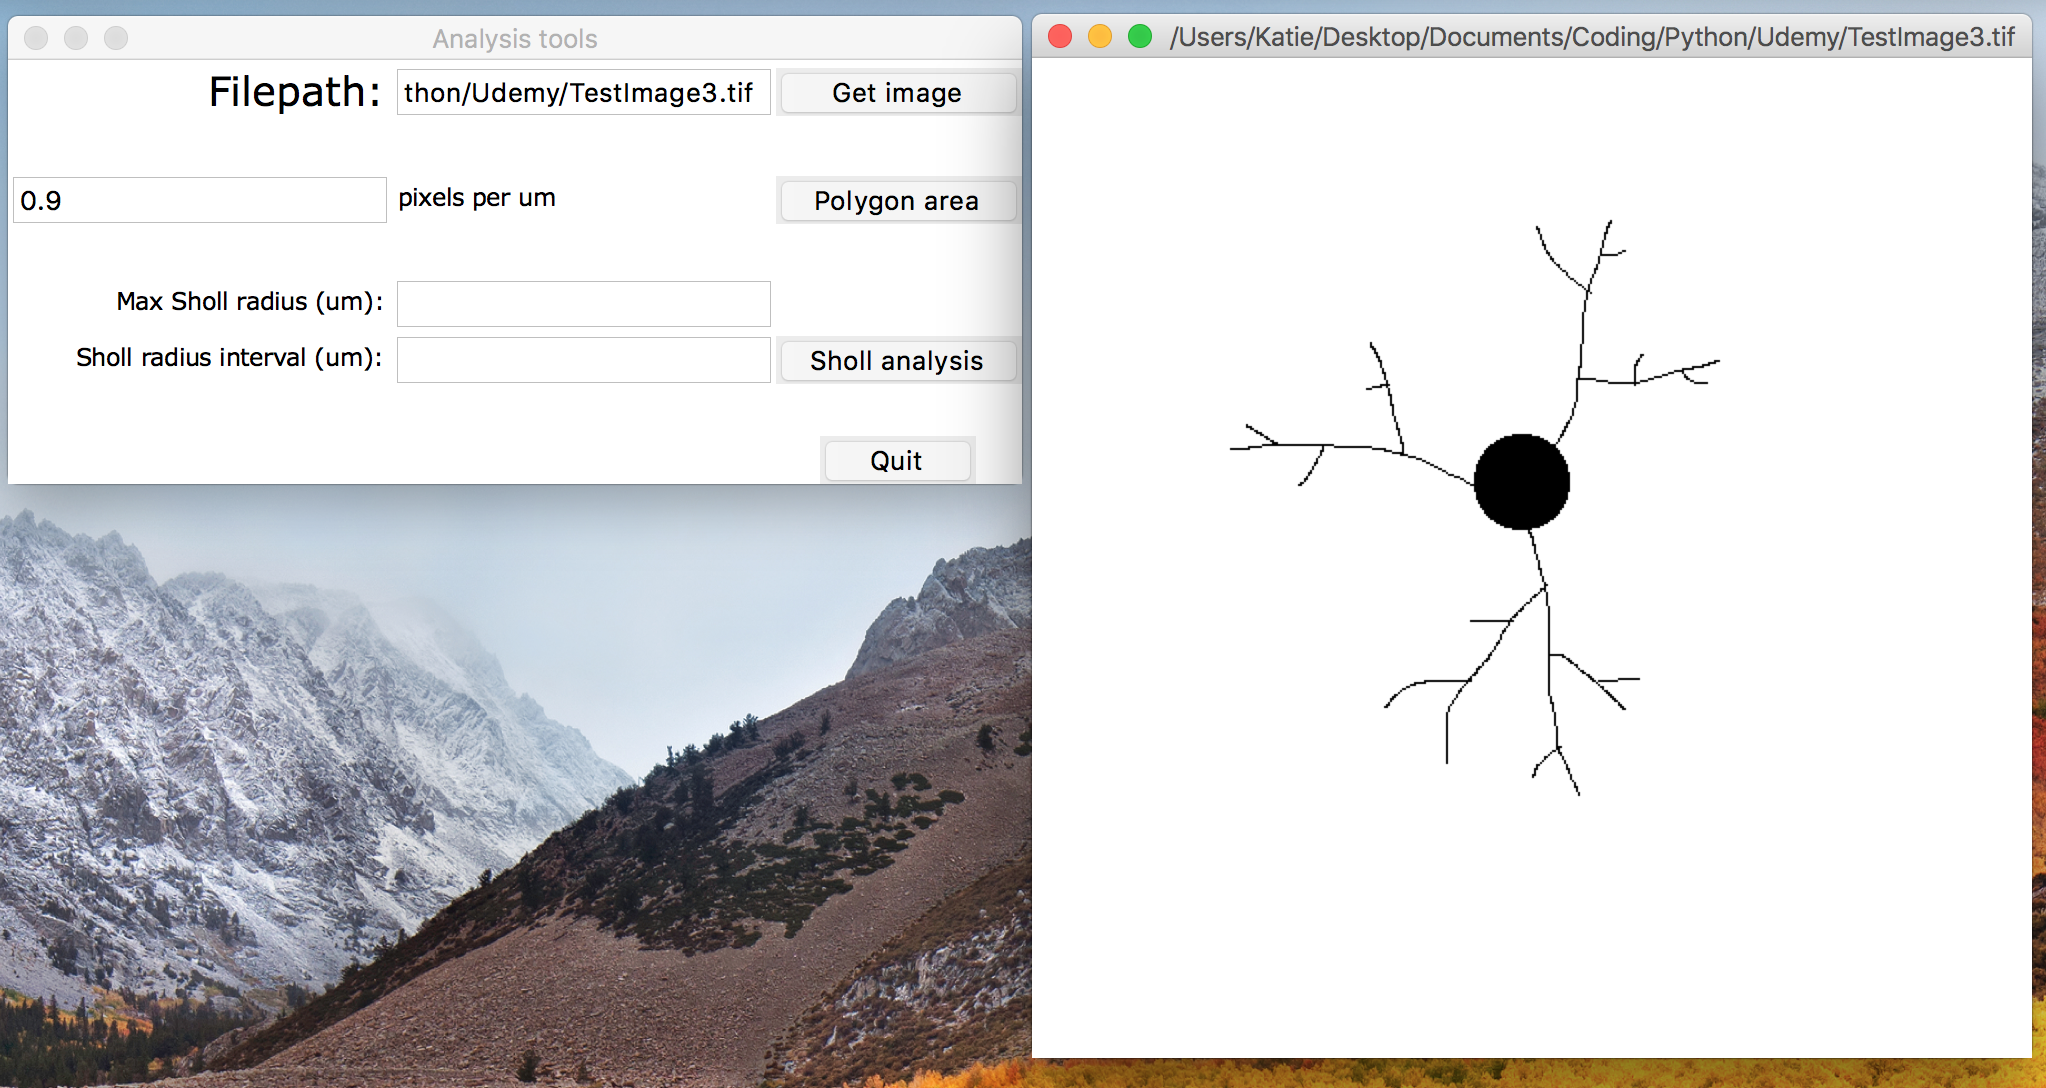 Analysis tools
Filepath: thon/Udemy/TestImage3.tif Get image
0.9 pixels per um Polygon area
Max Sholl radius (um):
Sholl radius interval (um): Sholl analysis
Quit
/Users/Katie/Desktop/Documents/Coding/Python/Udemy/TestImage3.tif